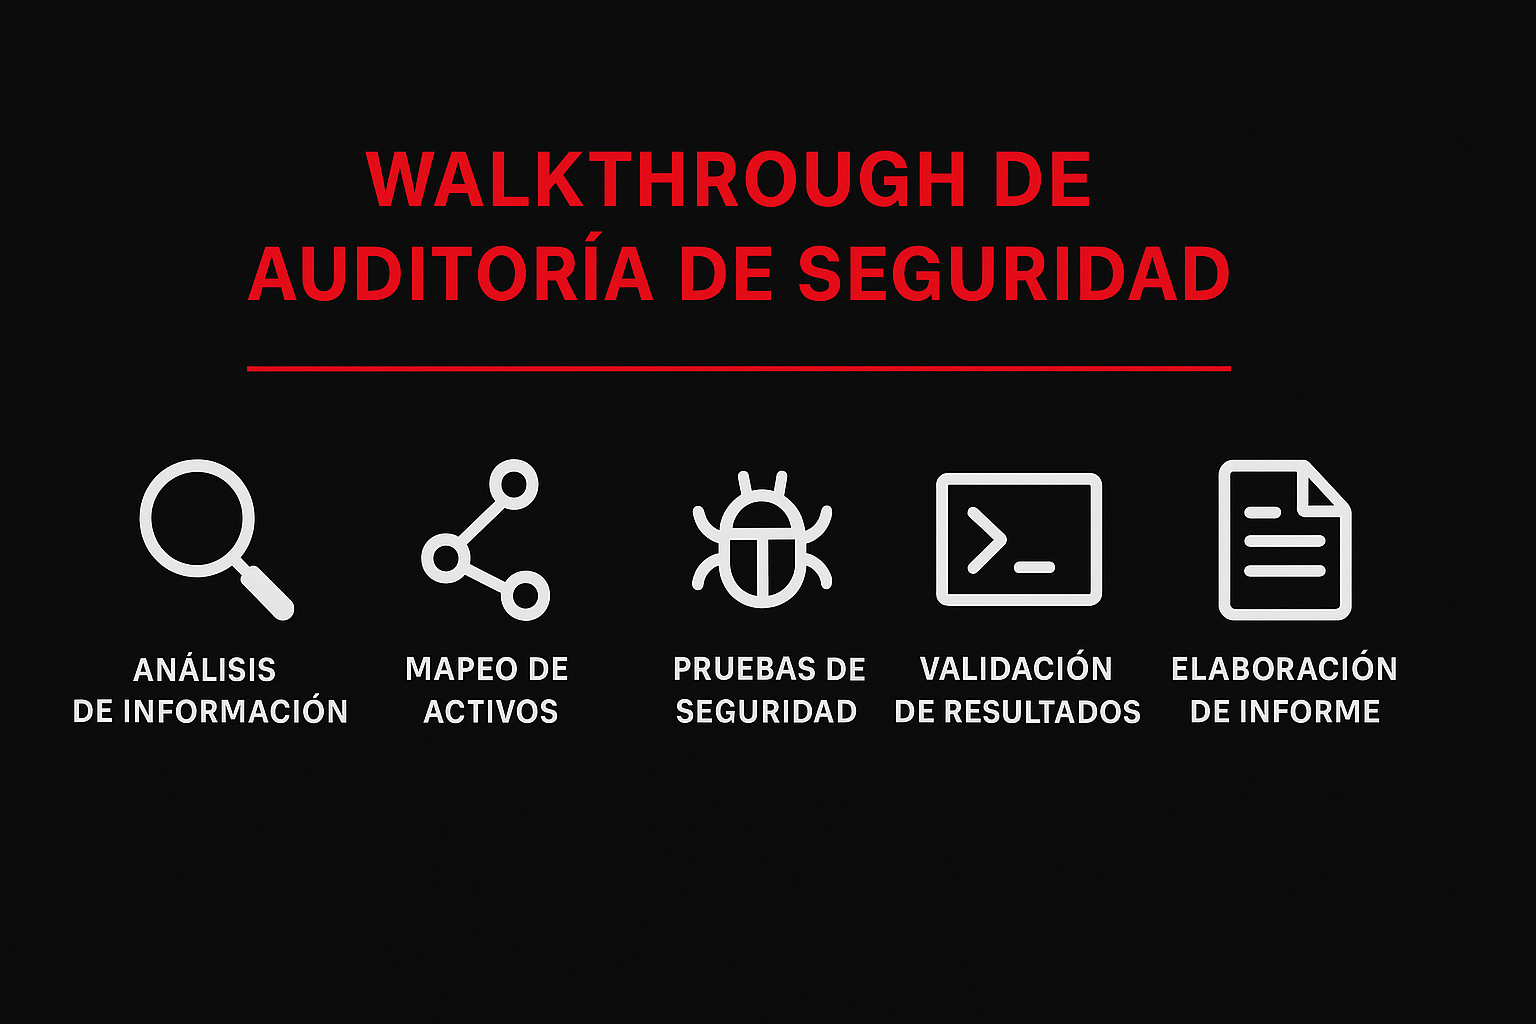 WALKTHROUGH DE
AUDITORÍA DE SEGURIDAD
ANÁLISIS
DE INFORMACIÓN
MAPEO DE
ACTIVOS
PRUEBAS DE
SEGURIDAD
VALIDACIÓN
DE RESULTADOS
ELABORACIÓN
DE INFORME